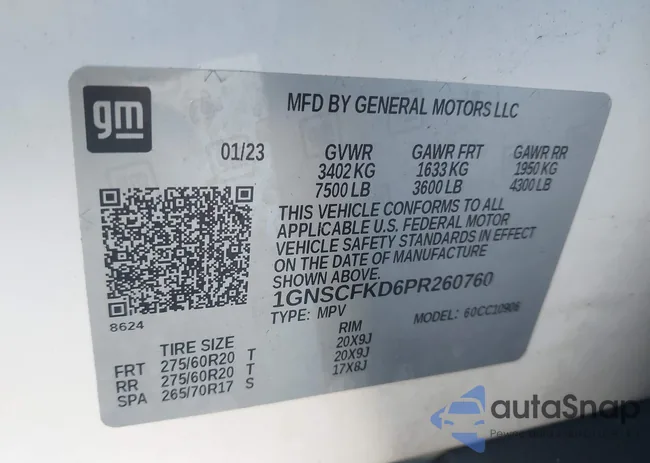 gm
MFD BY GENERAL MOTORS LLC
01/23 GVWR GAWR FRT GAWR RR
3402 KG 1633 KG 1950 KG
7500 LB 3600 LB 4300 LB
THIS VEHICLE CONFORMS TO ALL
APPLICABLE U.S. FEDERAL MOTOR
VEHICLE SAFETY STANDARDS IN EFFECT
ON THE DATE OF MANUFACTURE
SHOWN ABOVE.
1GNSCFKD6PR260760
TYPE: MPV MODEL: 60CC10906
8624
TIRE SIZE RIM
FRT 275/60R20 T 20X9J
RR 275/60R20 T 20X9J
SPA 265/70R17 S 17X8J
autaSnap